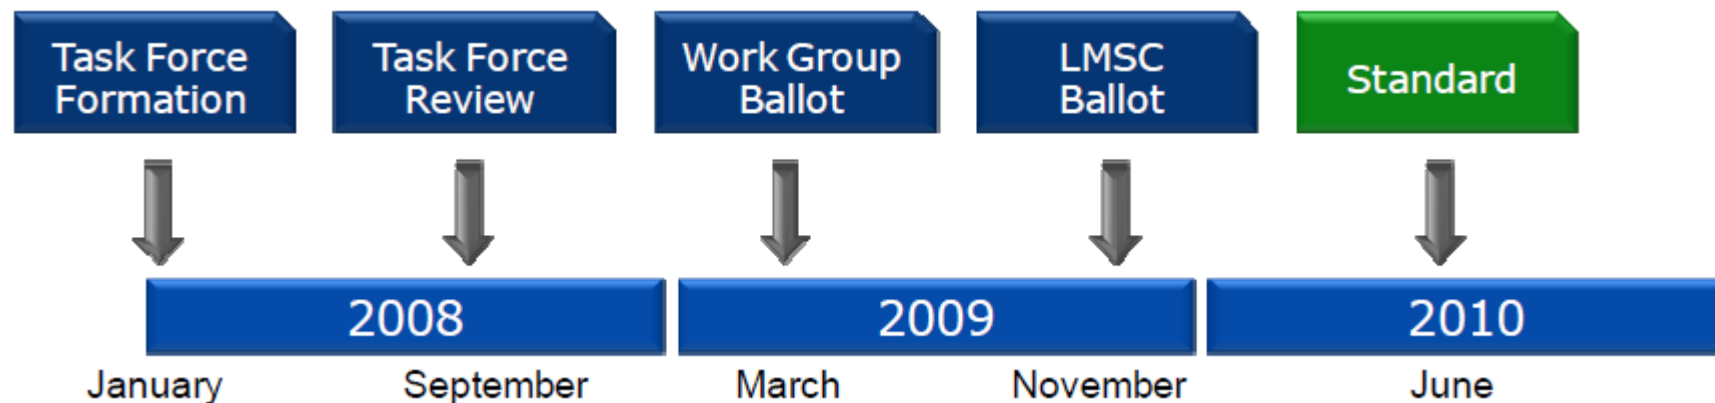 Task Force
Formation
Task Force
Review
Work Group
Ballot
LMSC
Ballot
Standard
2008
2009
2010
January
September
March
November
June